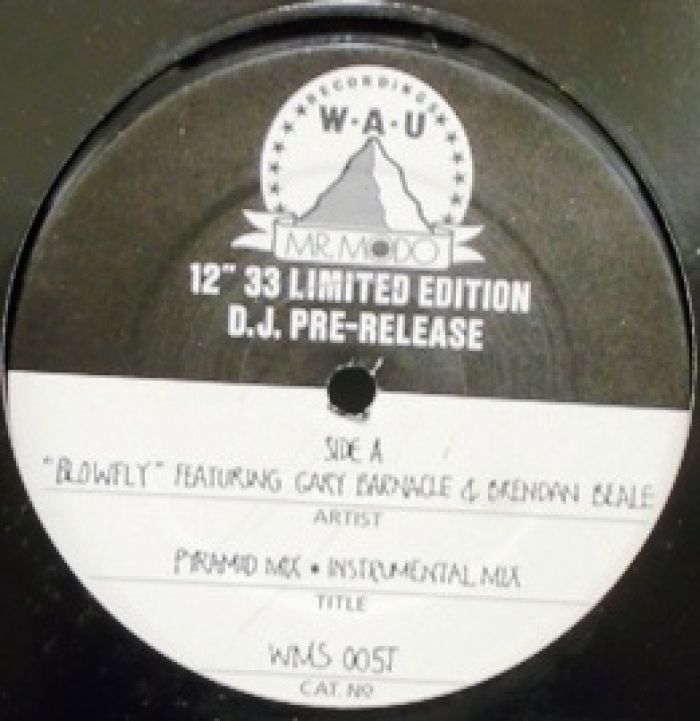 RECORDINGS
W·A·U
MR. MODO
12" 33 LIMITED EDITION
D.J. PRE-RELEASE
SIDE A
"BLOWFLY" FEATURING GARY BARNACLE & BRENDAN BEALE
ARTIST
PYRAMID MIX • INSTRUMENTAL MIX
TITLE
WMS 005T
CAT. NO